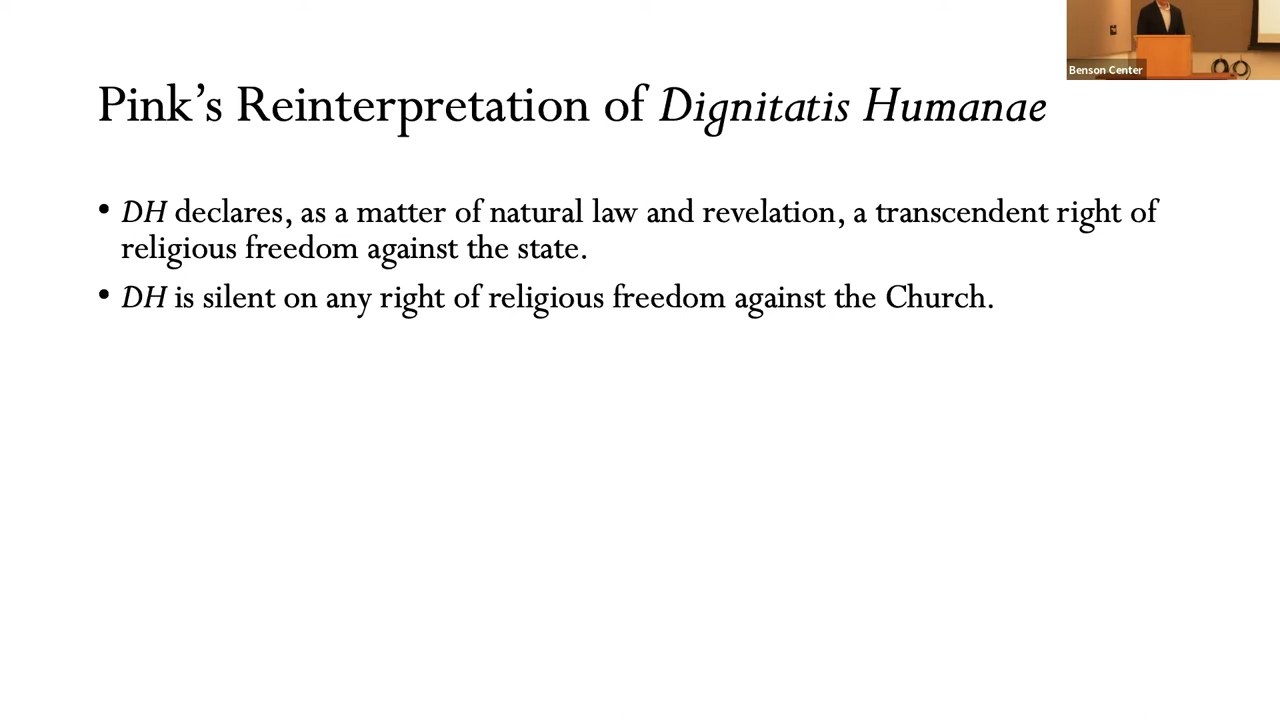 Benson Center
Pink’s Reinterpretation of Dignitatis Humanae
• DH declares, as a matter of natural law and revelation, a transcendent right of
religious freedom against the state.
• DH is silent on any right of religious freedom against the Church.